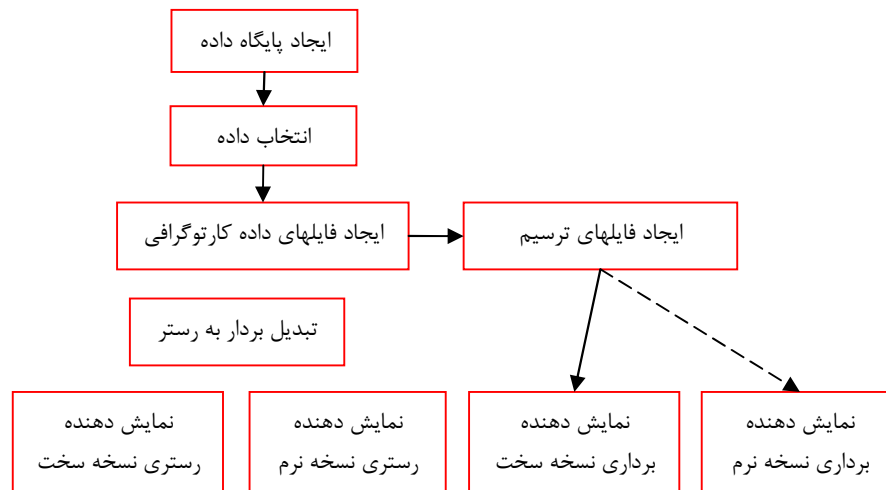 ایجاد پایگاه داده
انتخاب داده
ایجاد فایلهای داده کارتوگرافی
ایجاد فایلهای ترسیم
تبدیل بردار به رستر
نمایش دهنده
برداری نسخه نرم
نمایش دهنده
برداری نسخه سخت
نمایش دهنده
رستری نسخه نرم
نمایش دهنده
رستری نسخه سخت